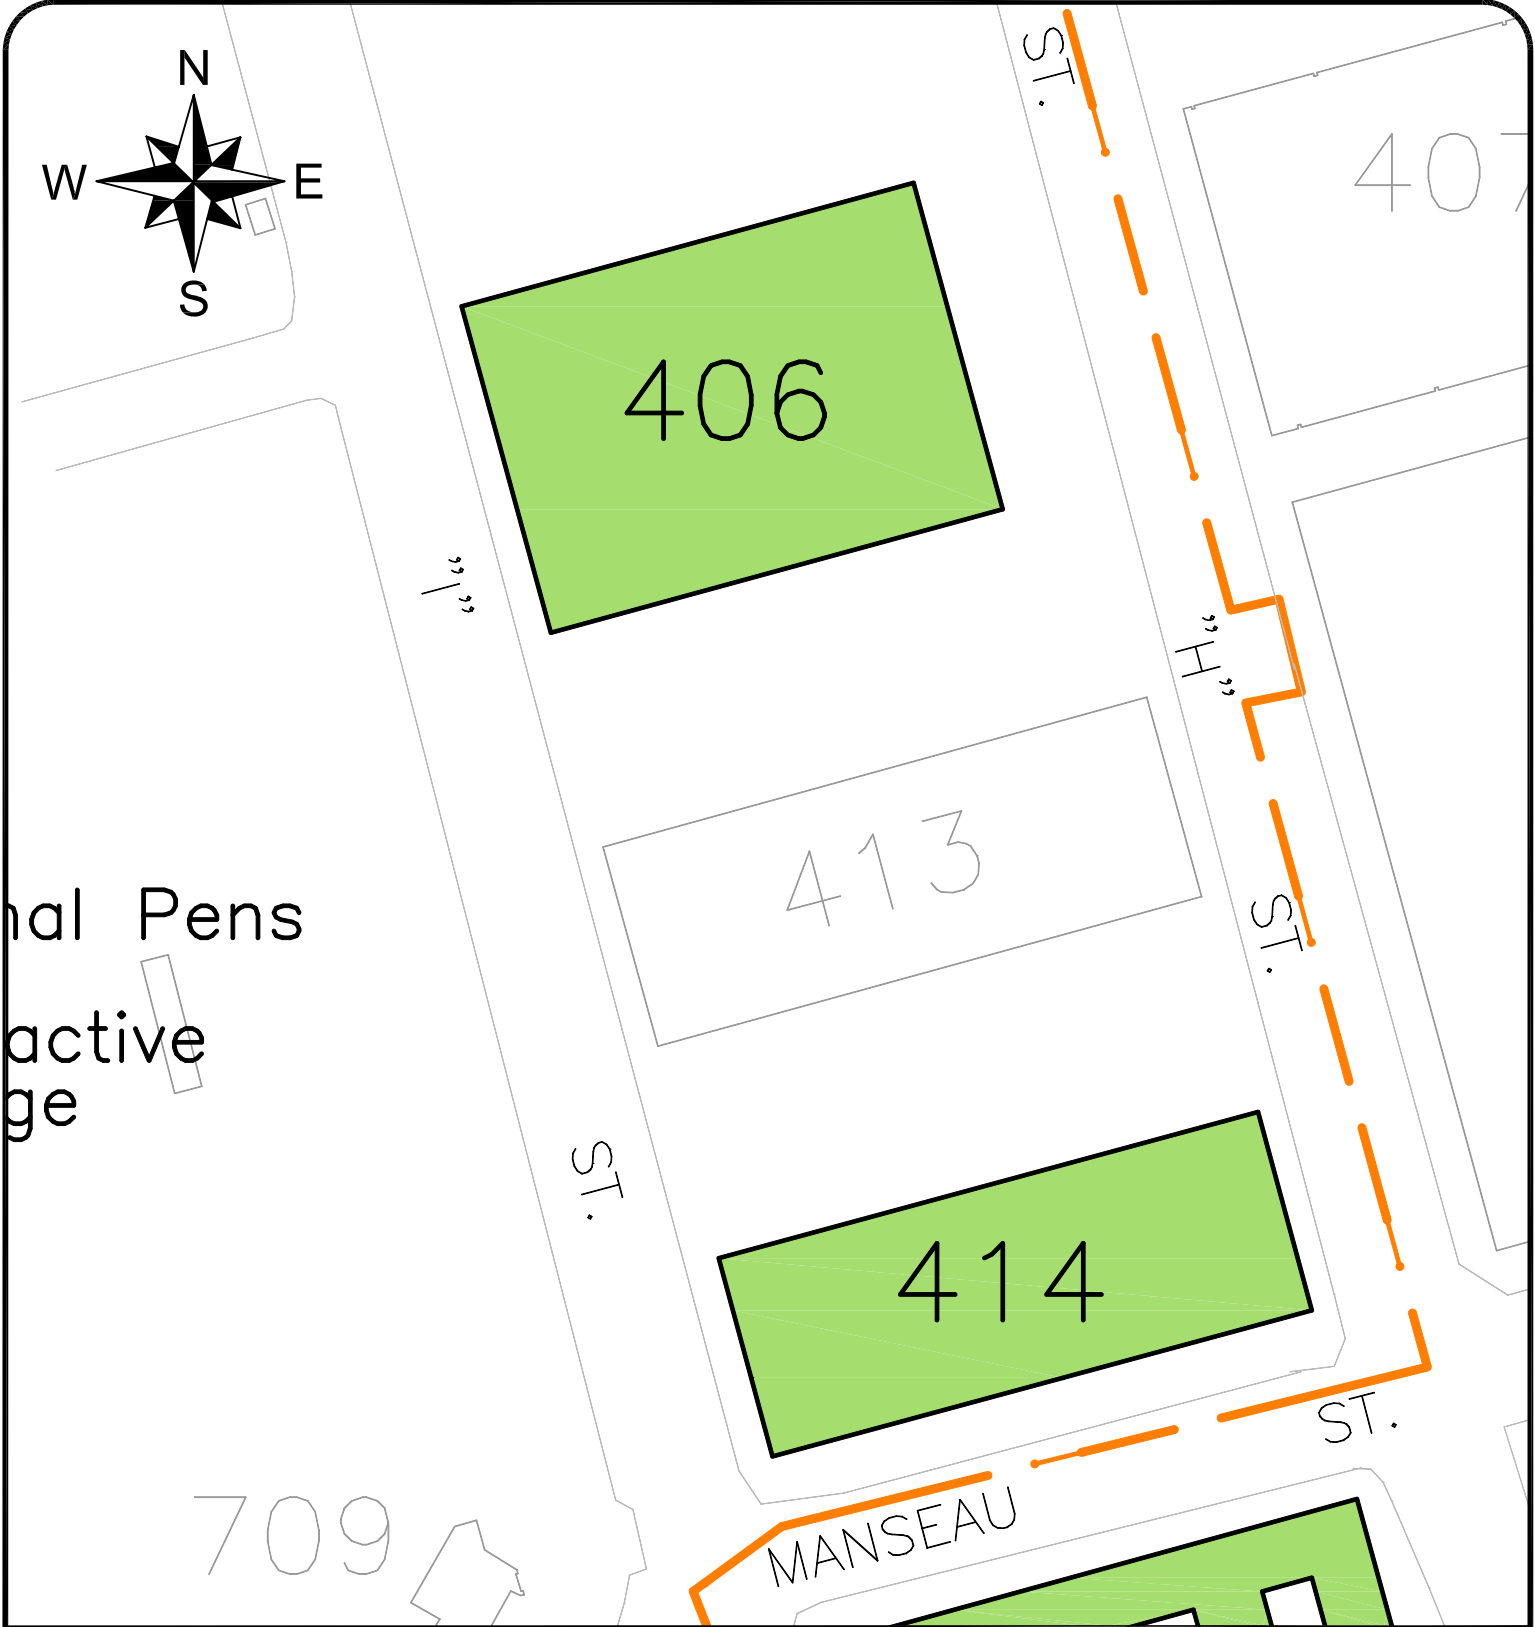 N
W E
S
ST.
407
406
"I"
"H"
413
nal Pens
active
ge
ST.
ST.
414
ST.
MANSEAU
709